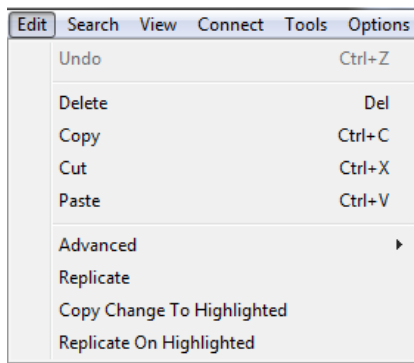 Edit Search View Connect Tools Options
Undo Ctrl+Z
Delete Del
Copy Ctrl+C
Cut Ctrl+X
Paste Ctrl+V
Advanced
Replicate
Copy Change To Highlighted
Replicate On Highlighted